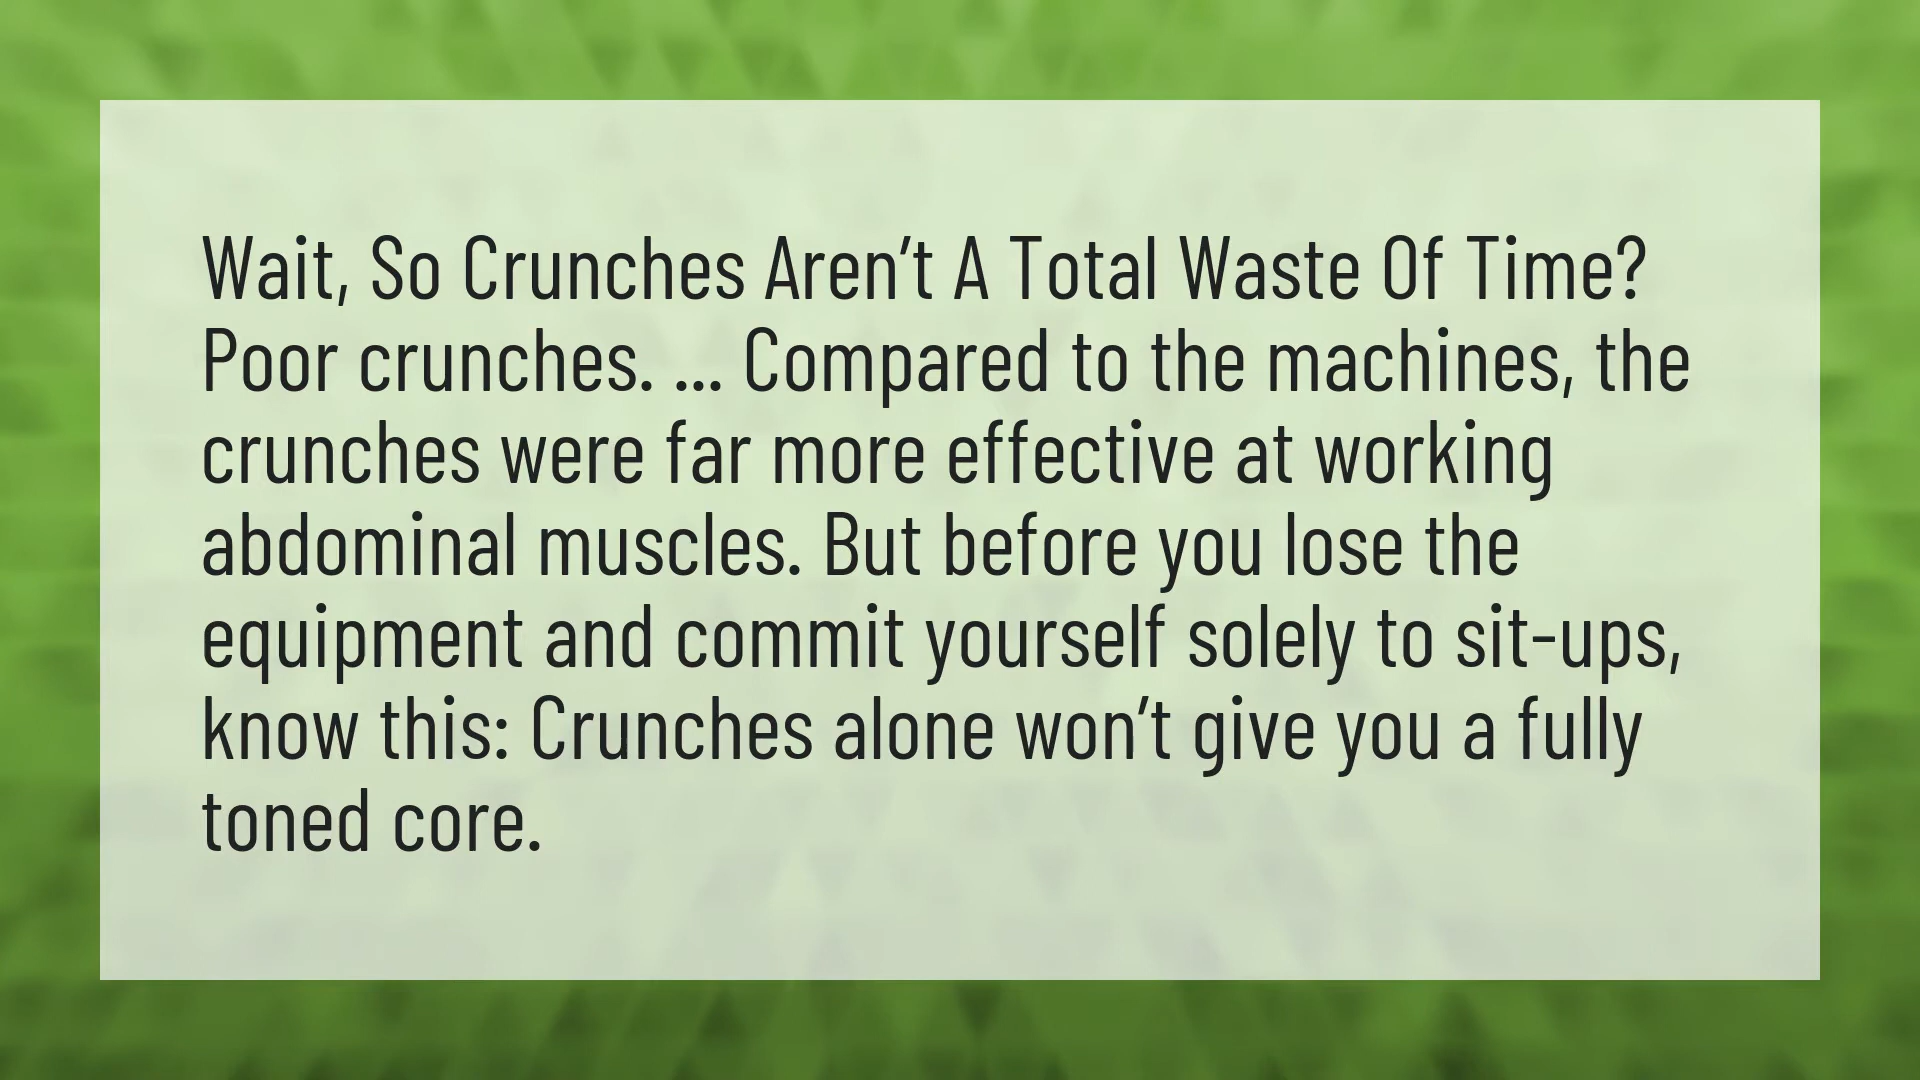 Wait, So Crunches Aren’t A Total Waste Of Time?
Poor crunches. ... Compared to the machines, the
crunches were far more effective at working
abdominal muscles. But before you lose the
equipment and commit yourself solely to sit-ups,
know this: Crunches alone won’t give you a fully
toned core.